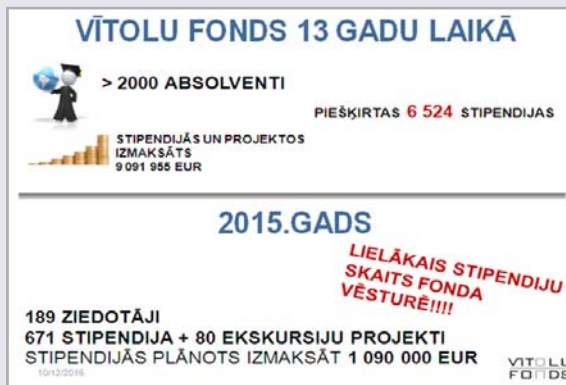 VĪTOLU FONDS 13 GADU LAIKĀ
> 2000 ABSOLVENTI
PIEŠĶIRTAS 6 524 STIPENDIJAS
STIPENDIJĀS UN PROJEKTOS
IZMAKSĀTS
9 091 955 EUR
2015.GADS
LIELĀKAIS STIPENDIJU
SKAITS FONDA
VĒSTURĒ!!!!
189 ZIEDOTĀJI
671 STIPENDIJA + 80 EKSKURSIJU PROJEKTI
STIPENDIJĀS PLĀNOTS IZMAKSĀT 1 090 000 EUR
10/12/2015
VĪTOLU
FONDS